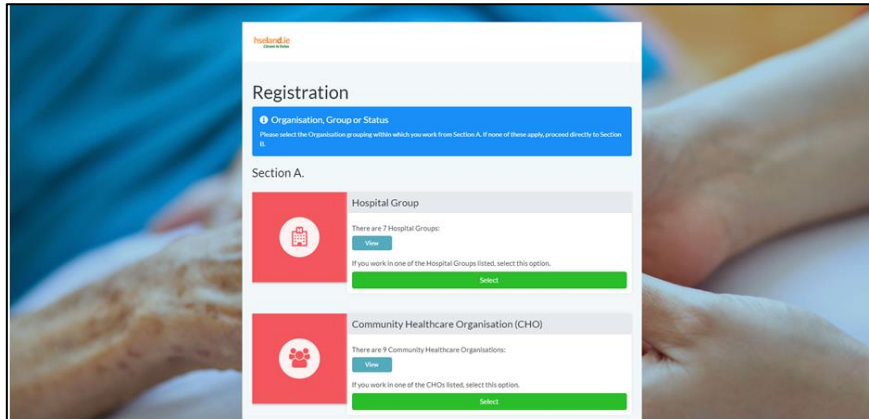 hseland.ie
Registration
Organisation, Group or Status
Please select the Organisation grouping within which you work from Section A. If none of these apply, proceed directly to Section
B.
Section A.
Hospital Group
There are 7 Hospital Groups:
View
If you work in one of the Hospital Groups listed, select this option.
Select
Community Healthcare Organisation (CHO)
There are 9 Community Healthcare Organisations:
View
If you work in one of the CHOs listed, select this option.
Select